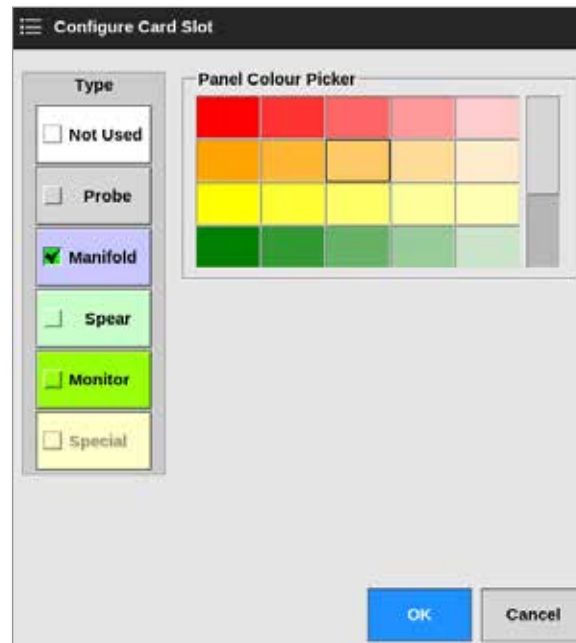 Configure Card Slot
Type
Panel Colour Picker
Not Used
Probe
Manifold
Spear
Monitor
Special
OK
Cancel